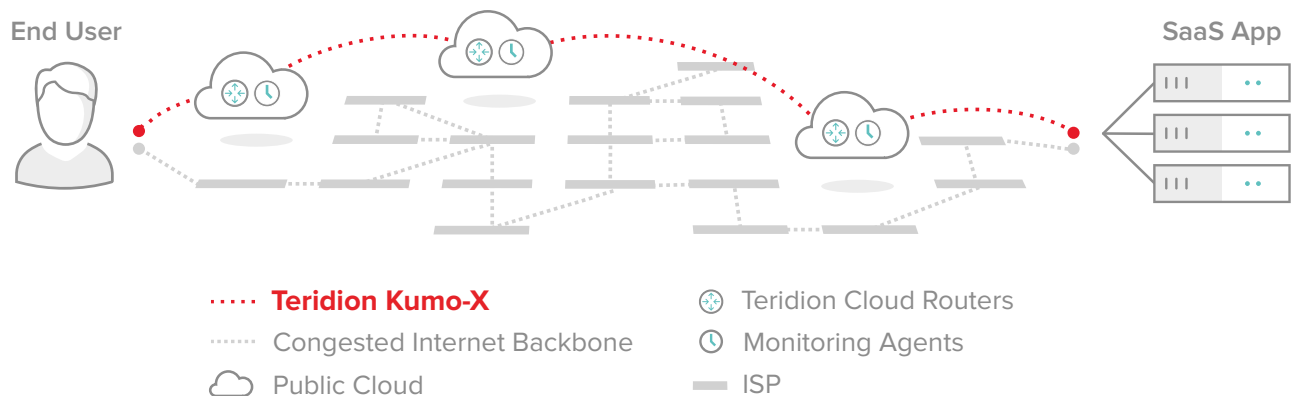 End User
SaaS App
Teridion Kumo-X
Teridion Cloud Routers
Congested Internet Backbone
Monitoring Agents
Public Cloud
ISP